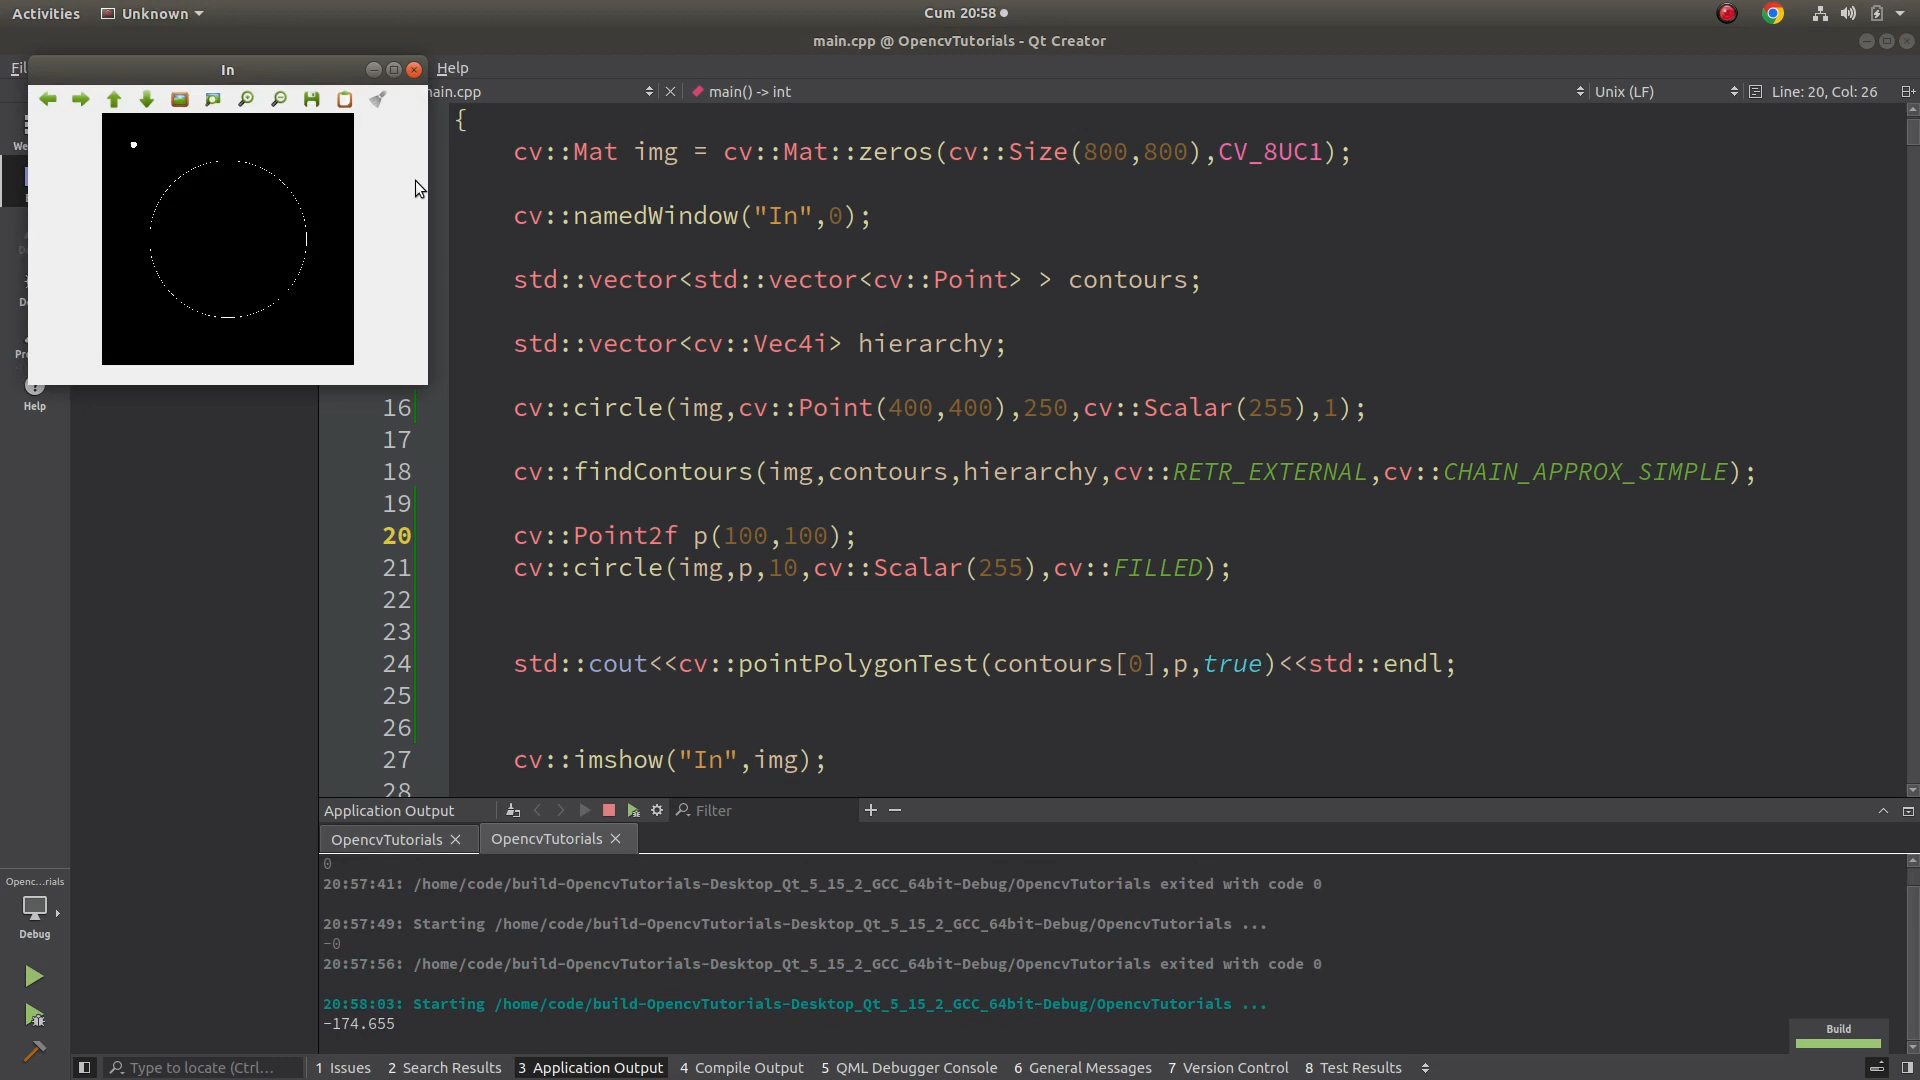 Activities Unknown Cum 20:58
main.cpp @ OpencvTutorials - Qt Creator
Fil In Help
main.cpp main() -> int Unix (LF) Line: 20, Col: 26
{
cv::Mat img = cv::Mat::zeros(cv::Size(800,800),CV_8UC1);
We
cv::namedWindow("In",0);
std::vector<std::vector<cv::Point> > contours;
De
std::vector<cv::Vec4i> hierarchy;
Pro
Help
16 cv::circle(img,cv::Point(400,400),250,cv::Scalar(255),1);
17
18 cv::findContours(img,contours,hierarchy,cv::RETR_EXTERNAL,cv::CHAIN_APPROX_SIMPLE);
19
20 cv::Point2f p(100,100);
21 cv::circle(img,p,10,cv::Scalar(255),cv::FILLED);
22
23
24 std::cout<<cv::pointPolygonTest(contours[0],p,true)<<std::endl;
25
26
27 cv::imshow("In",img);
28
Application Output Filter
OpencvTutorials OpencvTutorials
0
20:57:41: /home/code/build-OpencvTutorials-Desktop_Qt_5_15_2_GCC_64bit-Debug/OpencvTutorials exited with code 0
20:57:49: Starting /home/code/build-OpencvTutorials-Desktop_Qt_5_15_2_GCC_64bit-Debug/OpencvTutorials ...
-0
20:57:56: /home/code/build-OpencvTutorials-Desktop_Qt_5_15_2_GCC_64bit-Debug/OpencvTutorials exited with code 0
20:58:03: Starting /home/code/build-OpencvTutorials-Desktop_Qt_5_15_2_GCC_64bit-Debug/OpencvTutorials ...
-174.655
Openc...rials
Debug
Build
Type to locate (Ctrl... 1 Issues 2 Search Results 3 Application Output 4 Compile Output 5 QML Debugger Console 6 General Messages 7 Version Control 8 Test Results